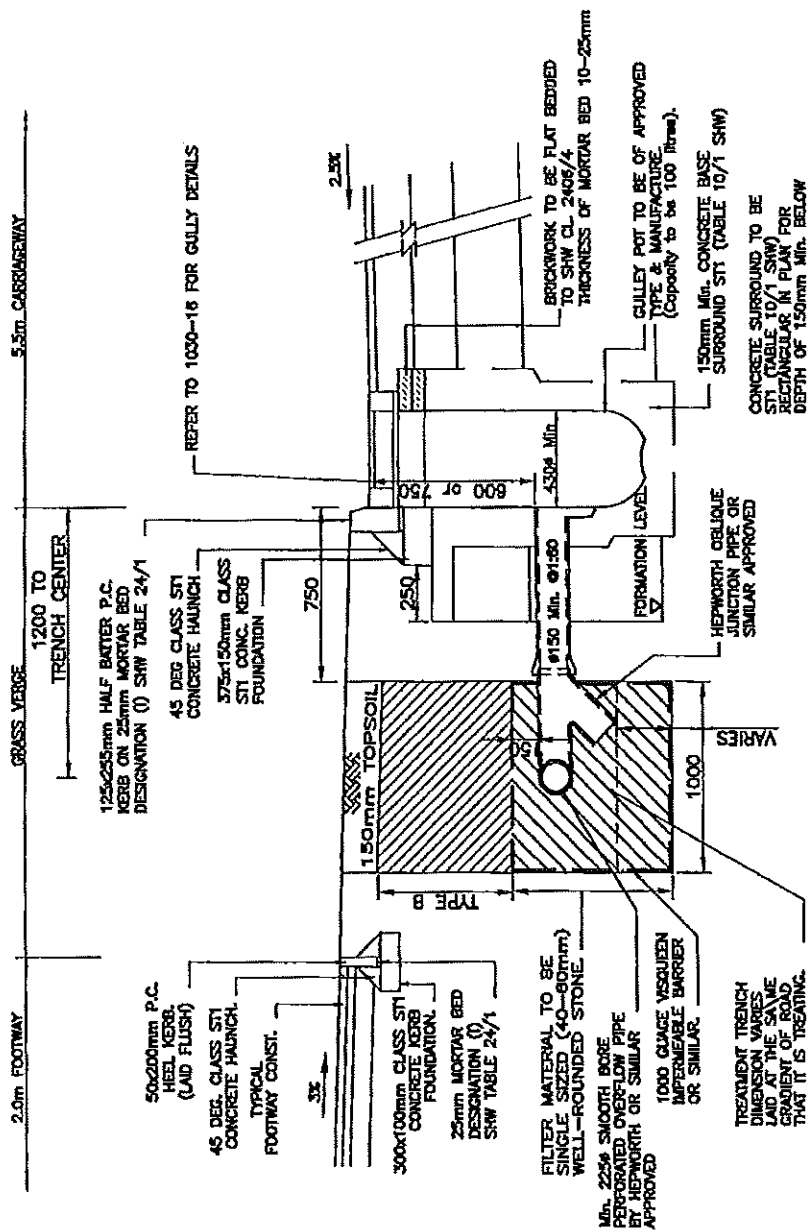 2.0m FOOTWAY
GRASS VERGE
5.5m CARRIAGEWAY
1200 TO
TRENCH CENTER
125x255mm HALF BATTER P.C.
KERB ON 25mm MORTAR BED
DESIGNATION (I) SHW TABLE 24/1
REFER TO 1030-16 FOR GULLY DETAILS
50x200mm P.C.
HEEL KERB.
(LAID FLUSH)
45 DEG. CLASS ST1
CONCRETE HAUNCH.
TYPICAL
FOOTWAY CONST.
3%
300x100mm CLASS ST1
CONCRETE KERB
FOUNDATION.
25mm MORTAR BED
DESIGNATION (I)
SHW TABLE 24/1
45 DEG CLASS ST1
CONCRETE HAUNCH
375x150mm CLASS
ST1 CONC. KERB
FOUNDATION
2.5%
150mm TOPSOIL
750
250
600 or 750
TYPE B
150
1000
VARIES
Ø150 Min. @1:60
430Ø Min
FORMATION LEVEL
BRICKWORK TO BE FLAT BEDDED
TO SHW CL. 2406/4
THICKNESS OF MORTAR BED 10-25mm
GULLEY POT TO BE OF APPROVED
TYPE & MANUFACTURE.
(Capacity to be 100 litres).
150mm Min. CONCRETE BASE
SURROUND ST1 (TABLE 10/1 SHW)
CONCRETE SURROUND TO BE
ST1 (TABLE 10/1 SHW)
RECTANGULAR IN PLAN FOR
DEPTH OF 150mm Min. BELOW
HEPWORTH OBLIQUE
JUNCTION PIPE OR
SIMILAR APPROVED
FILTER MATERIAL TO BE
SINGLE SIZED (40-60mm)
WELL-ROUNDED STONE.
Min. 225Ø SMOOTH BORE
PERFORATED OVERFLOW PIPE
BY HEPWORTH OR SIMILAR
APPROVED
1000 GUAGE VISQUEEN
IMPERMEABLE BARRIER
OR SIMILAR.
TREATMENT TRENCH
DIMENSION VARIES
LAID AT THE SAME
GRADIENT OF ROAD
THAT IT IS TREATING.